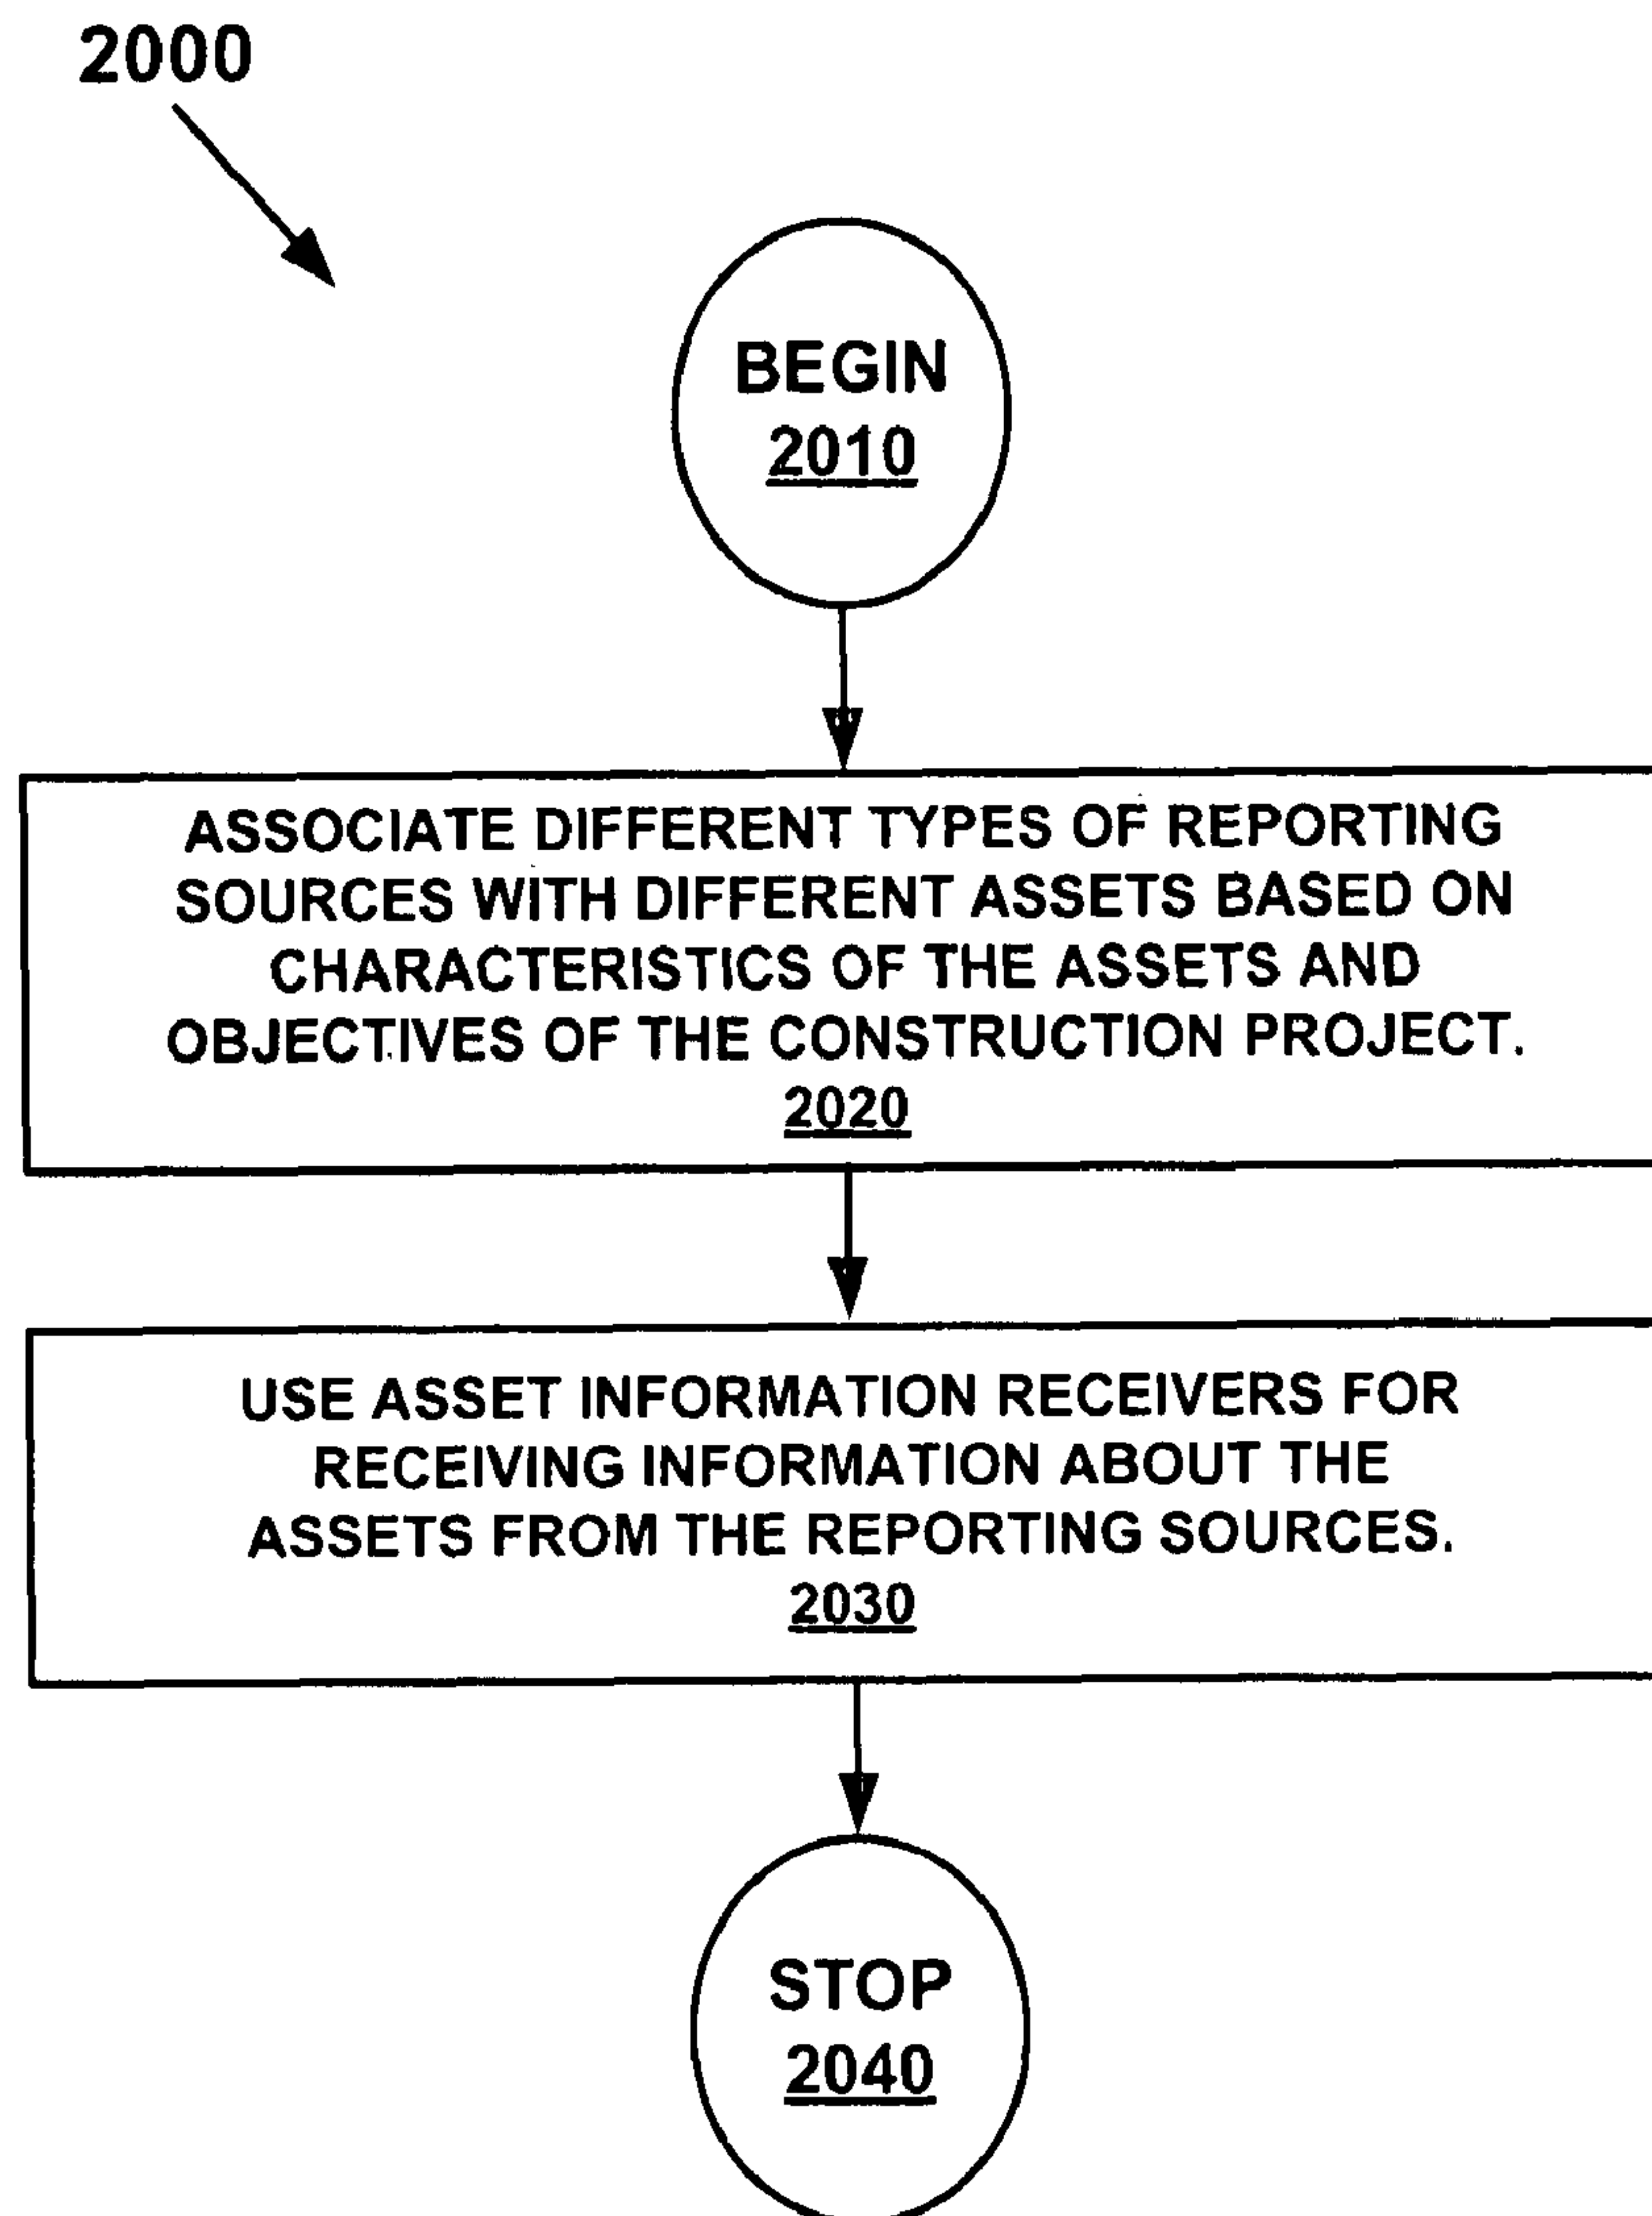 2000
BEGIN
2010
ASSOCIATE DIFFERENT TYPES OF REPORTING
SOURCES WITH DIFFERENT ASSETS BASED ON
CHARACTERISTICS OF THE ASSETS AND
OBJECTIVES OF THE CONSTRUCTION PROJECT.
2020
USE ASSET INFORMATION RECEIVERS FOR
RECEIVING INFORMATION ABOUT THE
ASSETS FROM THE REPORTING SOURCES.
2030
STOP
2040